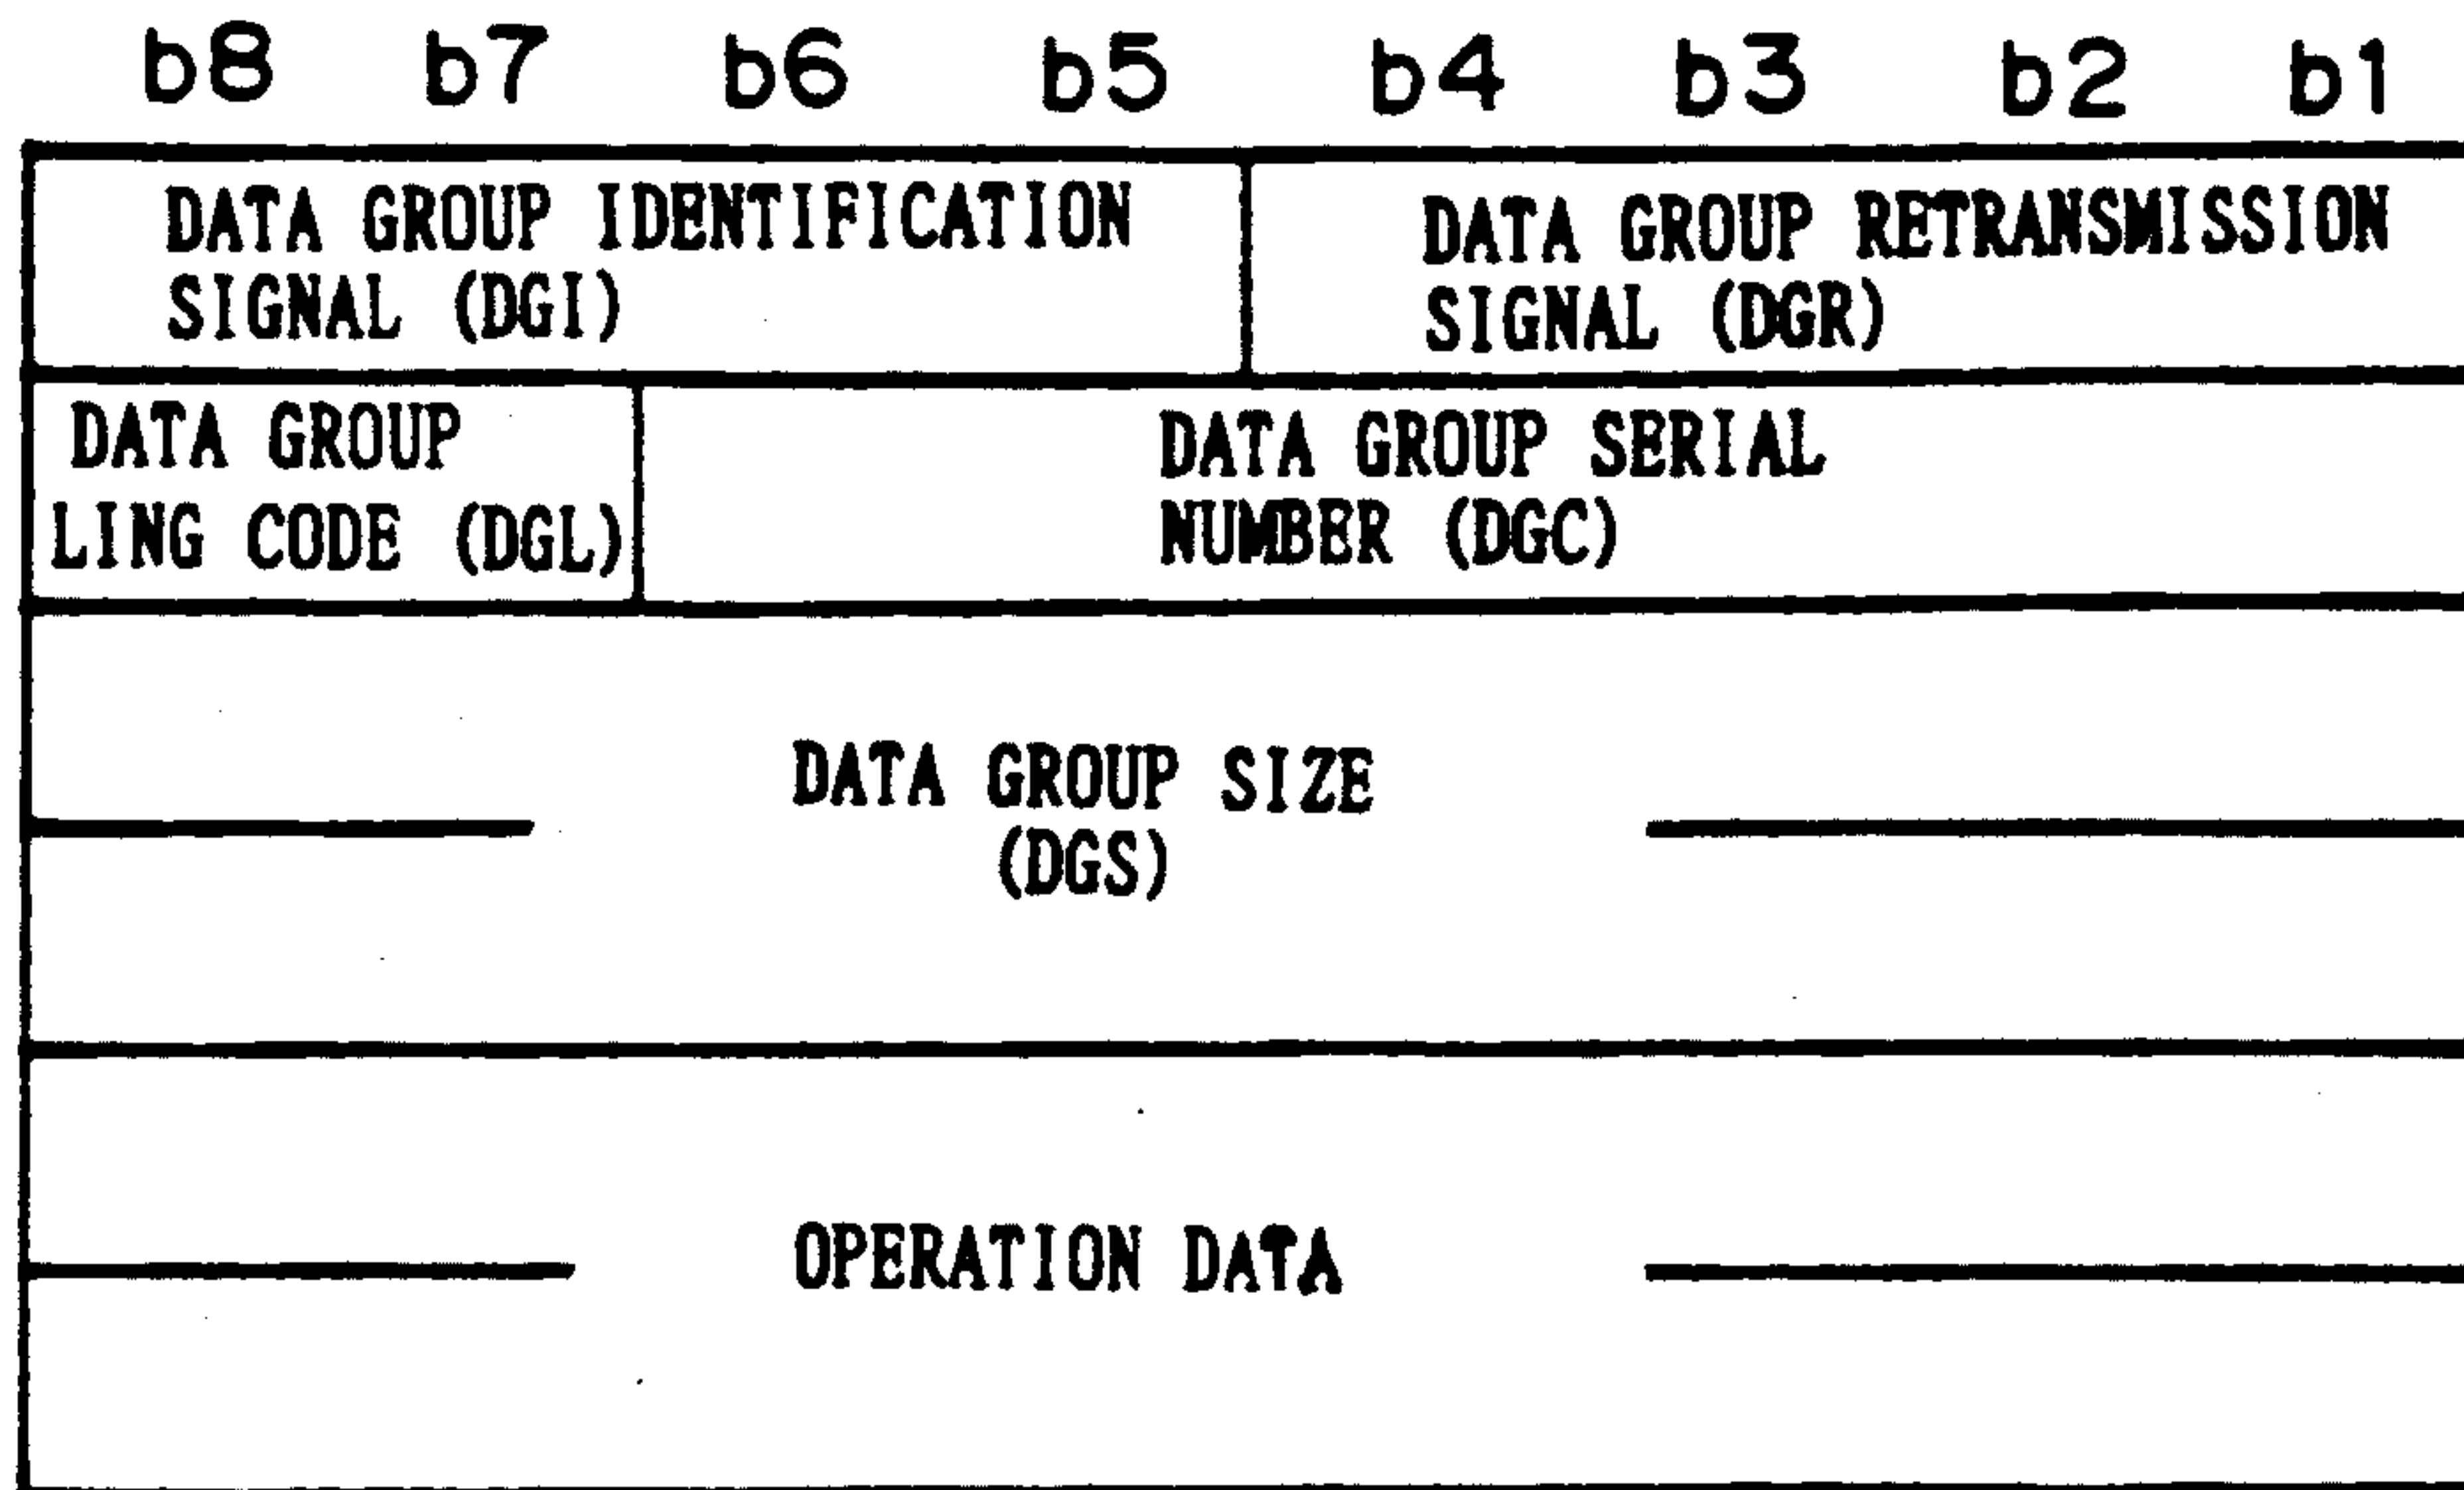 b8 b7 b6 b5 b4 b3 b2 b1
DATA GROUP IDENTIFICATION
SIGNAL (DGI)
DATA GROUP RETRANSMISSION
SIGNAL (DGR)
DATA GROUP
LING CODE (DGL)
DATA GROUP SERIAL
NUMBER (DGC)
DATA GROUP SIZE
(DGS)
OPERATION DATA